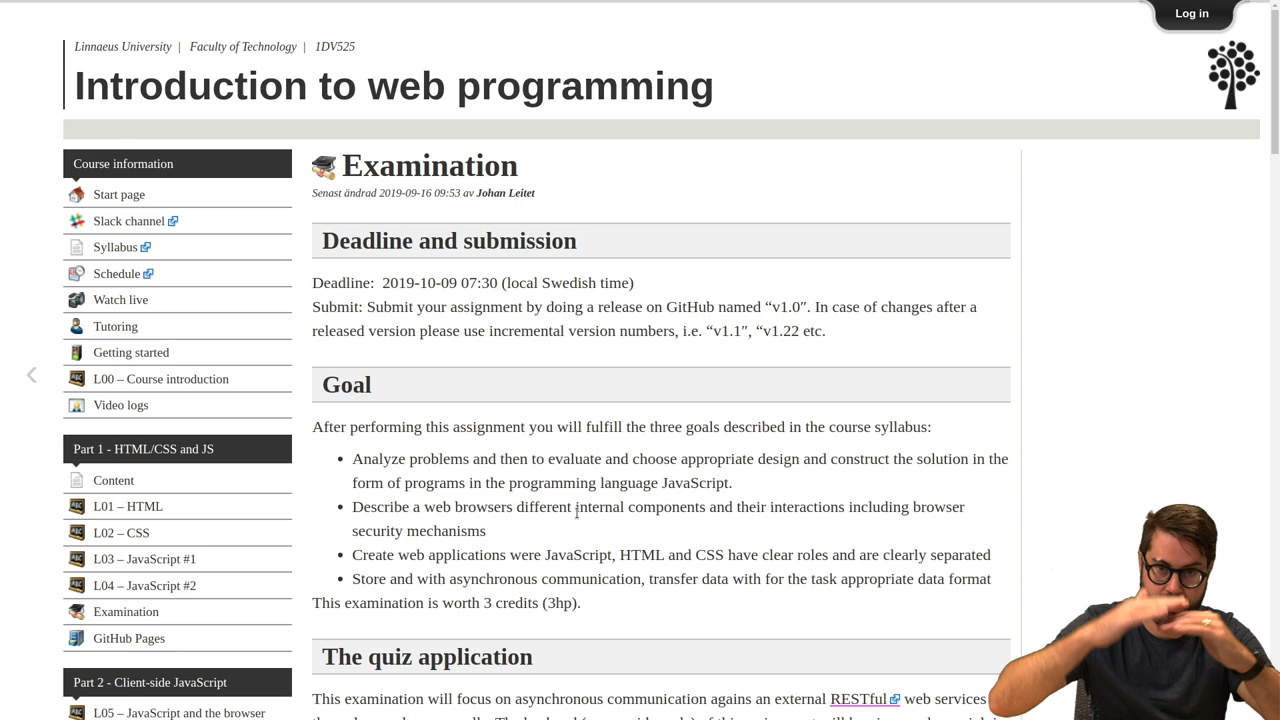 Log in
Linnaeus University | Faculty of Technology | 1DV525
Introduction to web programming
Course information
Start page
Slack channel
Syllabus
Schedule
Watch live
Tutoring
Getting started
L00 – Course introduction
Video logs
Part 1 - HTML/CSS and JS
Content
L01 – HTML
L02 – CSS
L03 – JavaScript #1
L04 – JavaScript #2
Examination
GitHub Pages
Part 2 - Client-side JavaScript
L05 – JavaScript and the browser
Examination
Senast ändrad 2019-09-16 09:53 av Johan Leitet
Deadline and submission
Deadline: 2019-10-09 07:30 (local Swedish time)
Submit: Submit your assignment by doing a release on GitHub named “v1.0″. In case of changes after a
released version please use incremental version numbers, i.e. “v1.1″, “v1.22 etc.
Goal
After performing this assignment you will fulfill the three goals described in the course syllabus:
• Analyze problems and then to evaluate and choose appropriate design and construct the solution in the
form of programs in the programming language JavaScript.
• Describe a web browsers different internal components and their interactions including browser
security mechanisms
• Create web applications were JavaScript, HTML and CSS have clear roles and are clearly separated
• Store and with asynchronous communication, transfer data with for the task appropriate data format
This examination is worth 3 credits (3hp).
The quiz application
This examination will focus on asynchronous communication agains an external RESTful web services